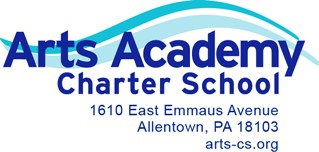 Arts Academy
Charter School
1610 East Emmaus Avenue
Allentown, PA 18103
arts-cs.org